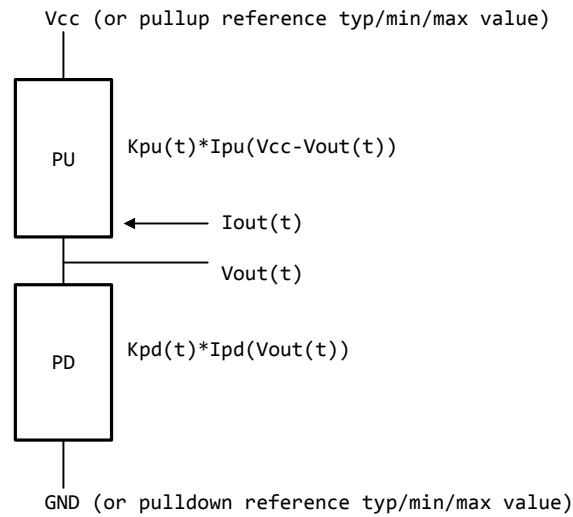 Vcc (or pullup reference typ/min/max value)
PU
Kpu(t)*Ipu(Vcc-Vout(t))
Iout(t)
Vout(t)
PD
Kpd(t)*Ipd(Vout(t))
GND (or pulldown reference typ/min/max value)